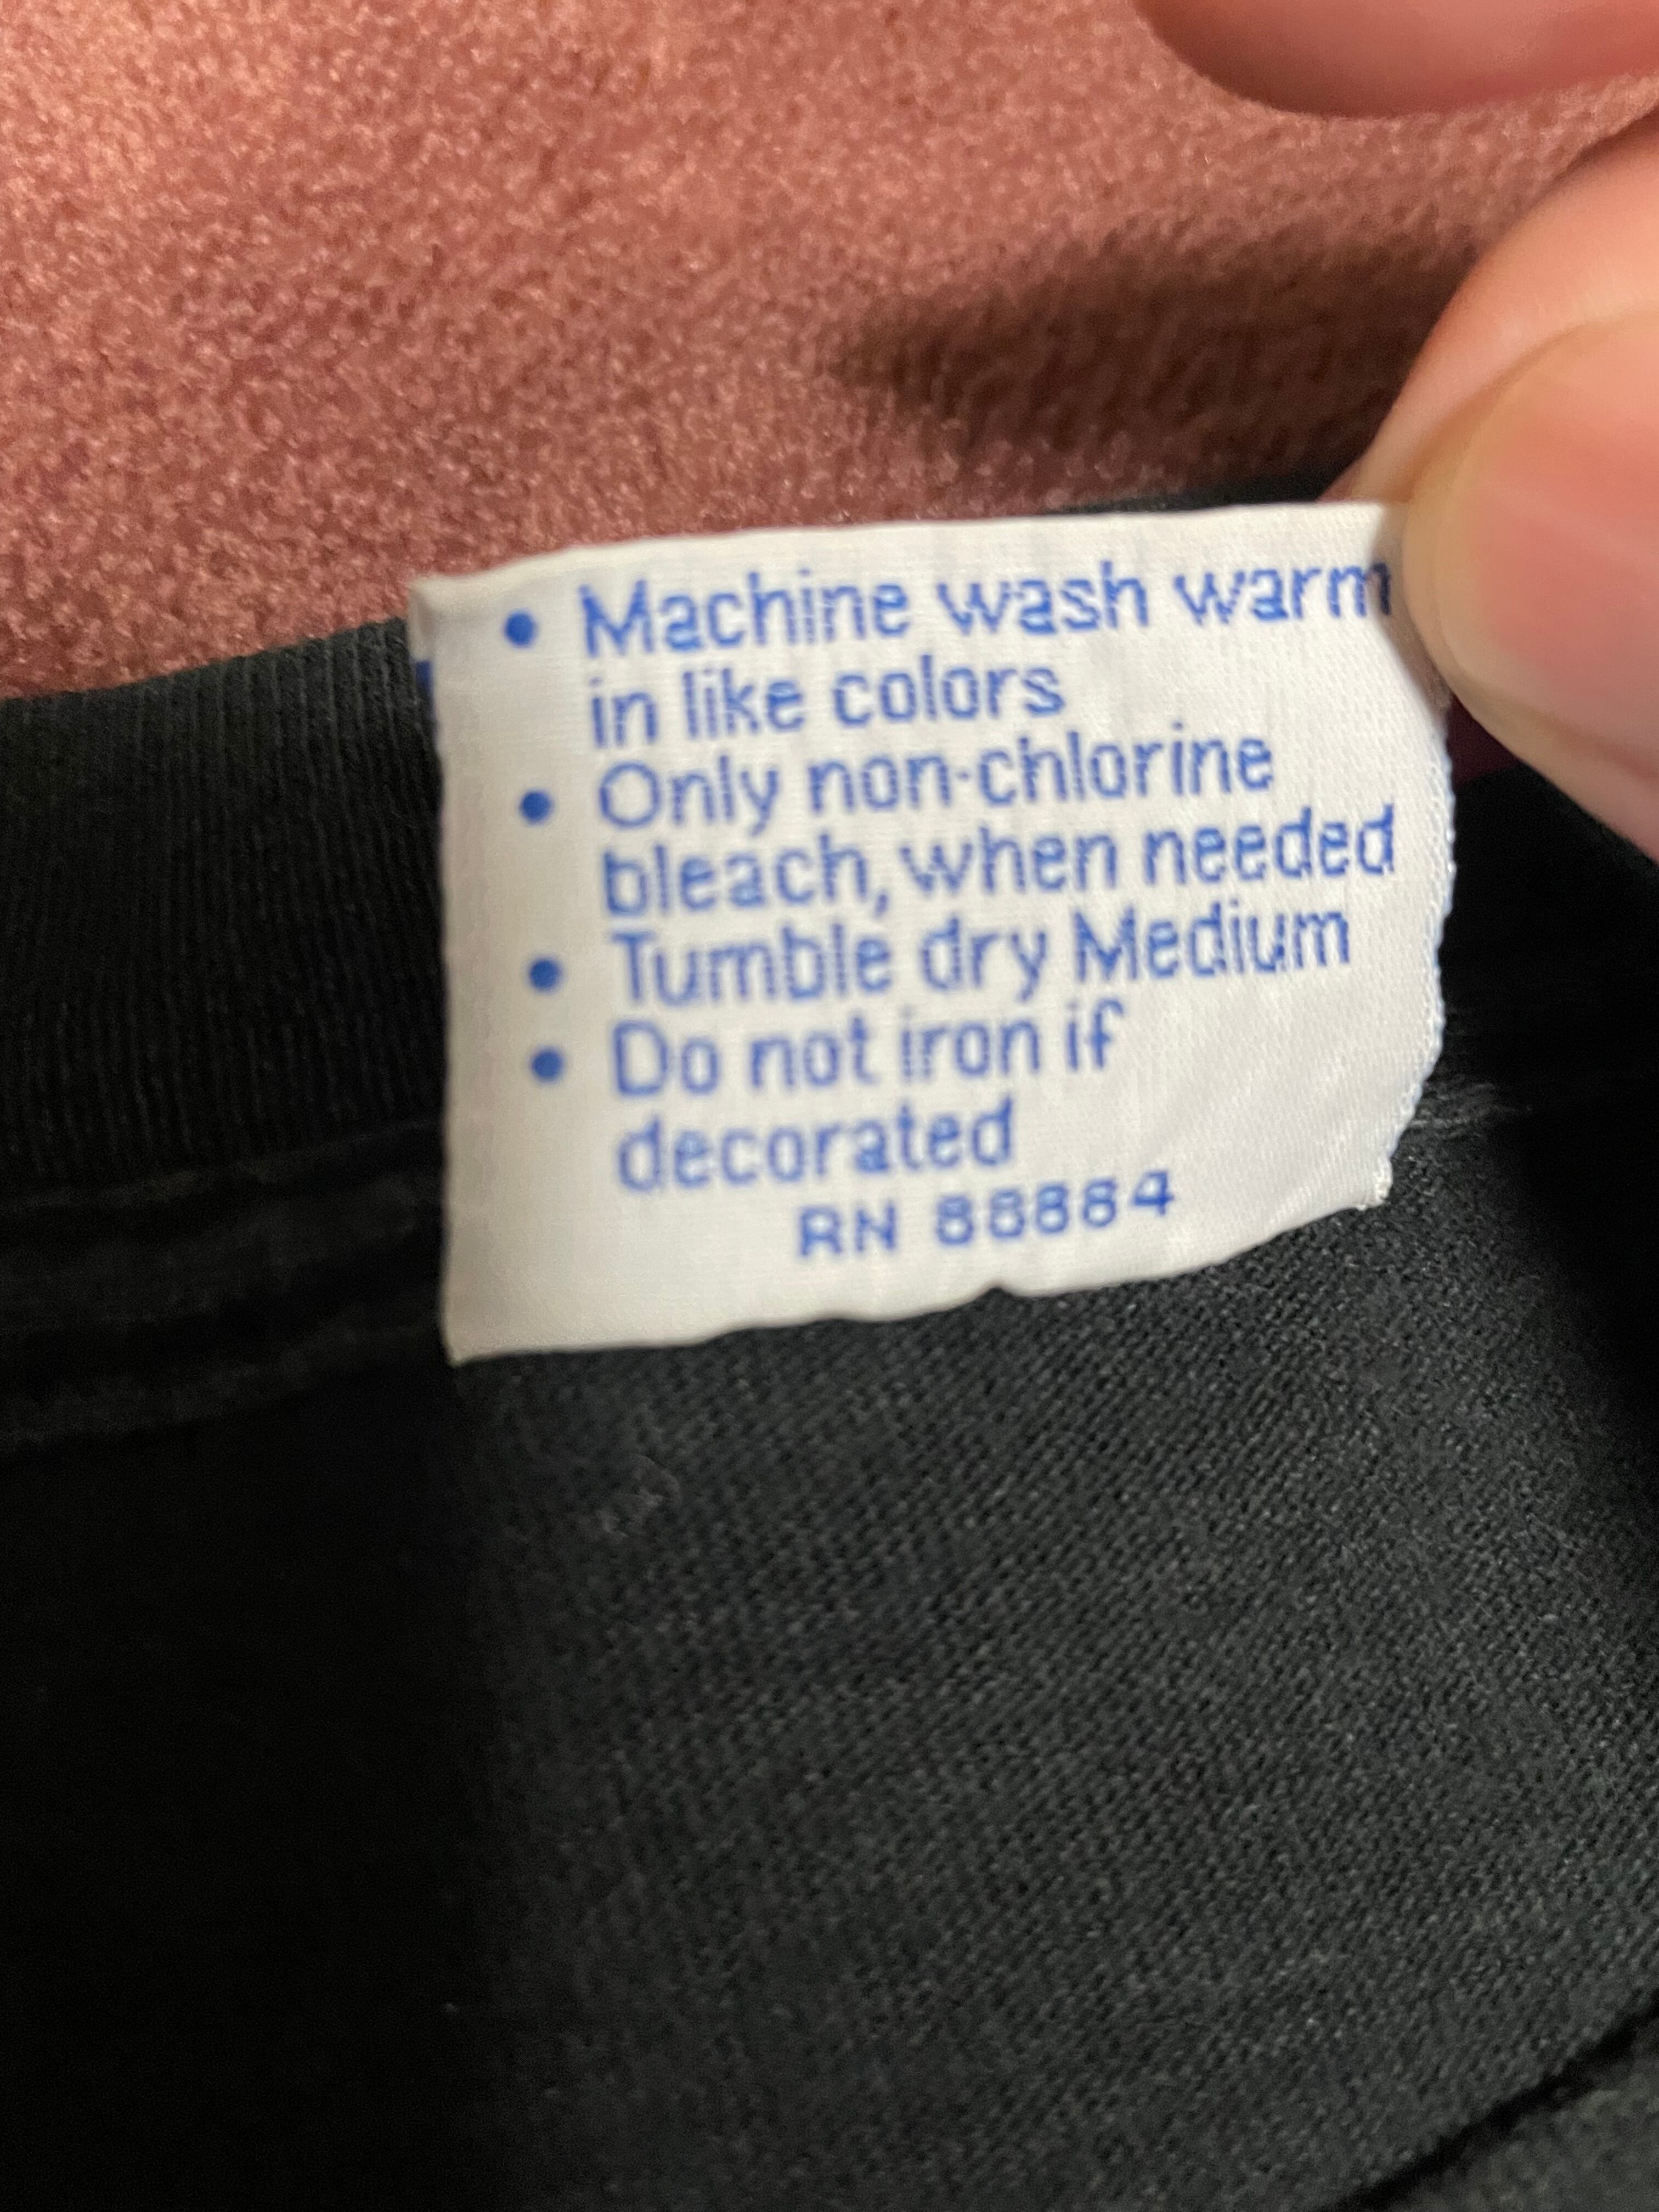 • Machine wash warm
in like colors
• Only non-chlorine
bleach, when needed
• Tumble dry Medium
• Do not iron if
decorated
RN 88884